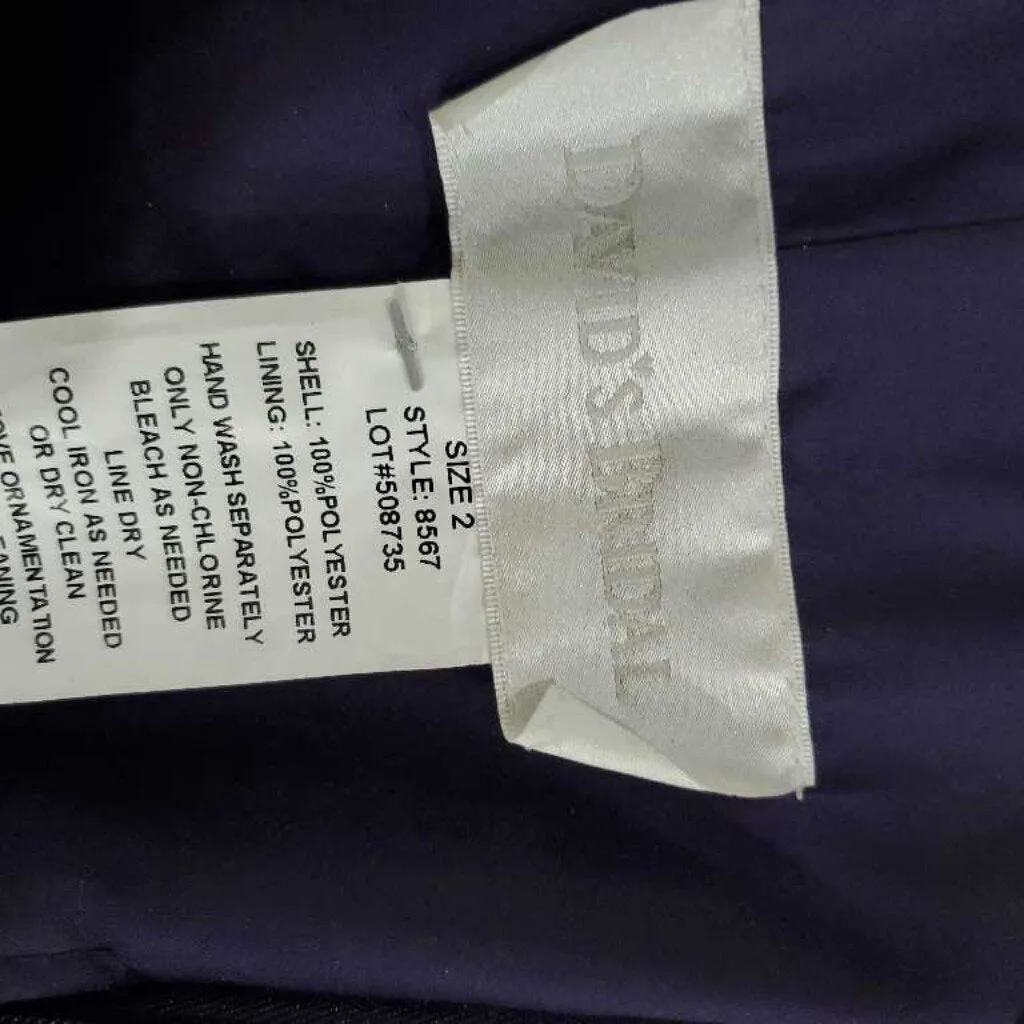 DAVID'S BRIDAL
SIZE 2
STYLE: 8567
LOT#508735
SHELL: 100%POLYESTER
LINING: 100%POLYESTER
HAND WASH SEPARATELY
ONLY NON-CHLORINE
BLEACH AS NEEDED
LINE DRY
COOL IRON AS NEEDED
OR DRY CLEAN
ORNAMENTATION